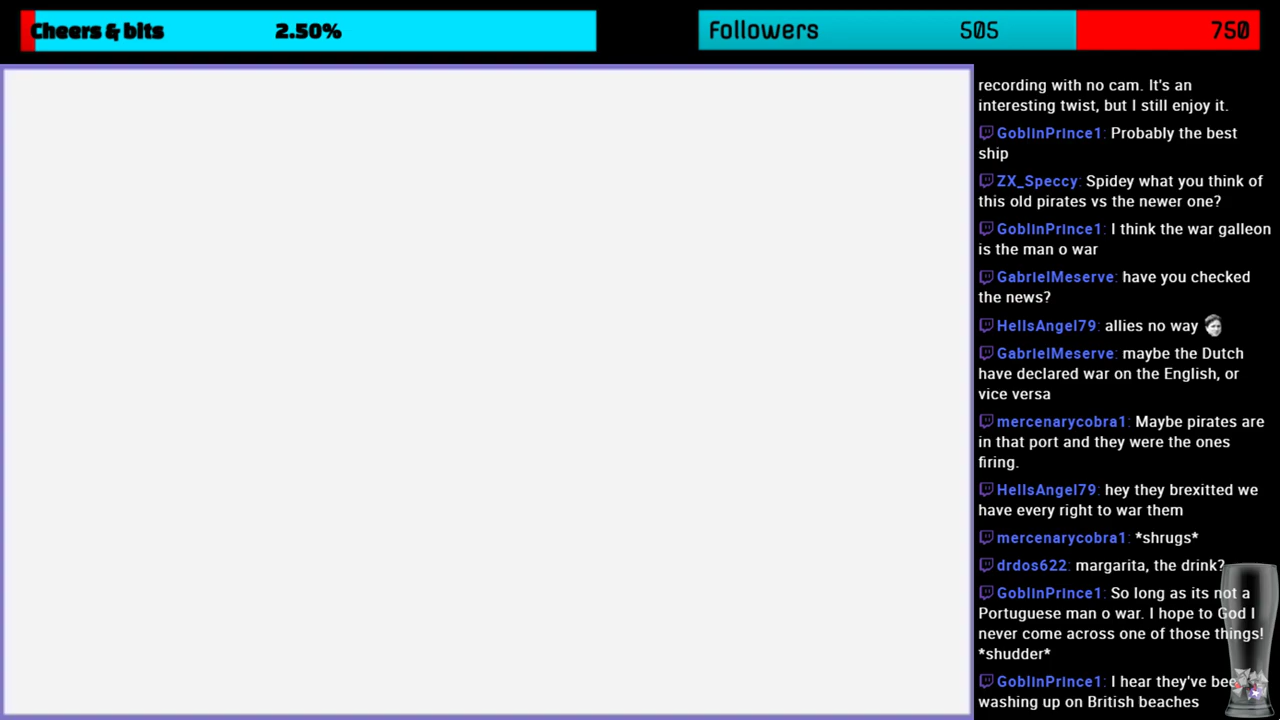 Cheers & bits 2.50%
Followers 505 750
recording with no cam. It's an
interesting twist, but I still enjoy it.
GoblinPrince1: Probably the best
ship
ZX_Speccy: Spidey what you think of
this old pirates vs the newer one?
GoblinPrince1: I think the war galleon
is the man o war
GabrielMeserve: have you checked
the news?
HellsAngel79: allies no way
GabrielMeserve: maybe the Dutch
have declared war on the English, or
vice versa
mercenarycobra1: Maybe pirates are
in that port and they were the ones
firing.
HellsAngel79: hey they brexitted we
have every right to war them
mercenarycobra1: *shrugs*
drdos622: margarita, the drink?
GoblinPrince1: So long as its not a
Portuguese man o war. I hope to God I
never come across one of those things!
*shudder*
GoblinPrince1: I hear they've
washing up on British beaches